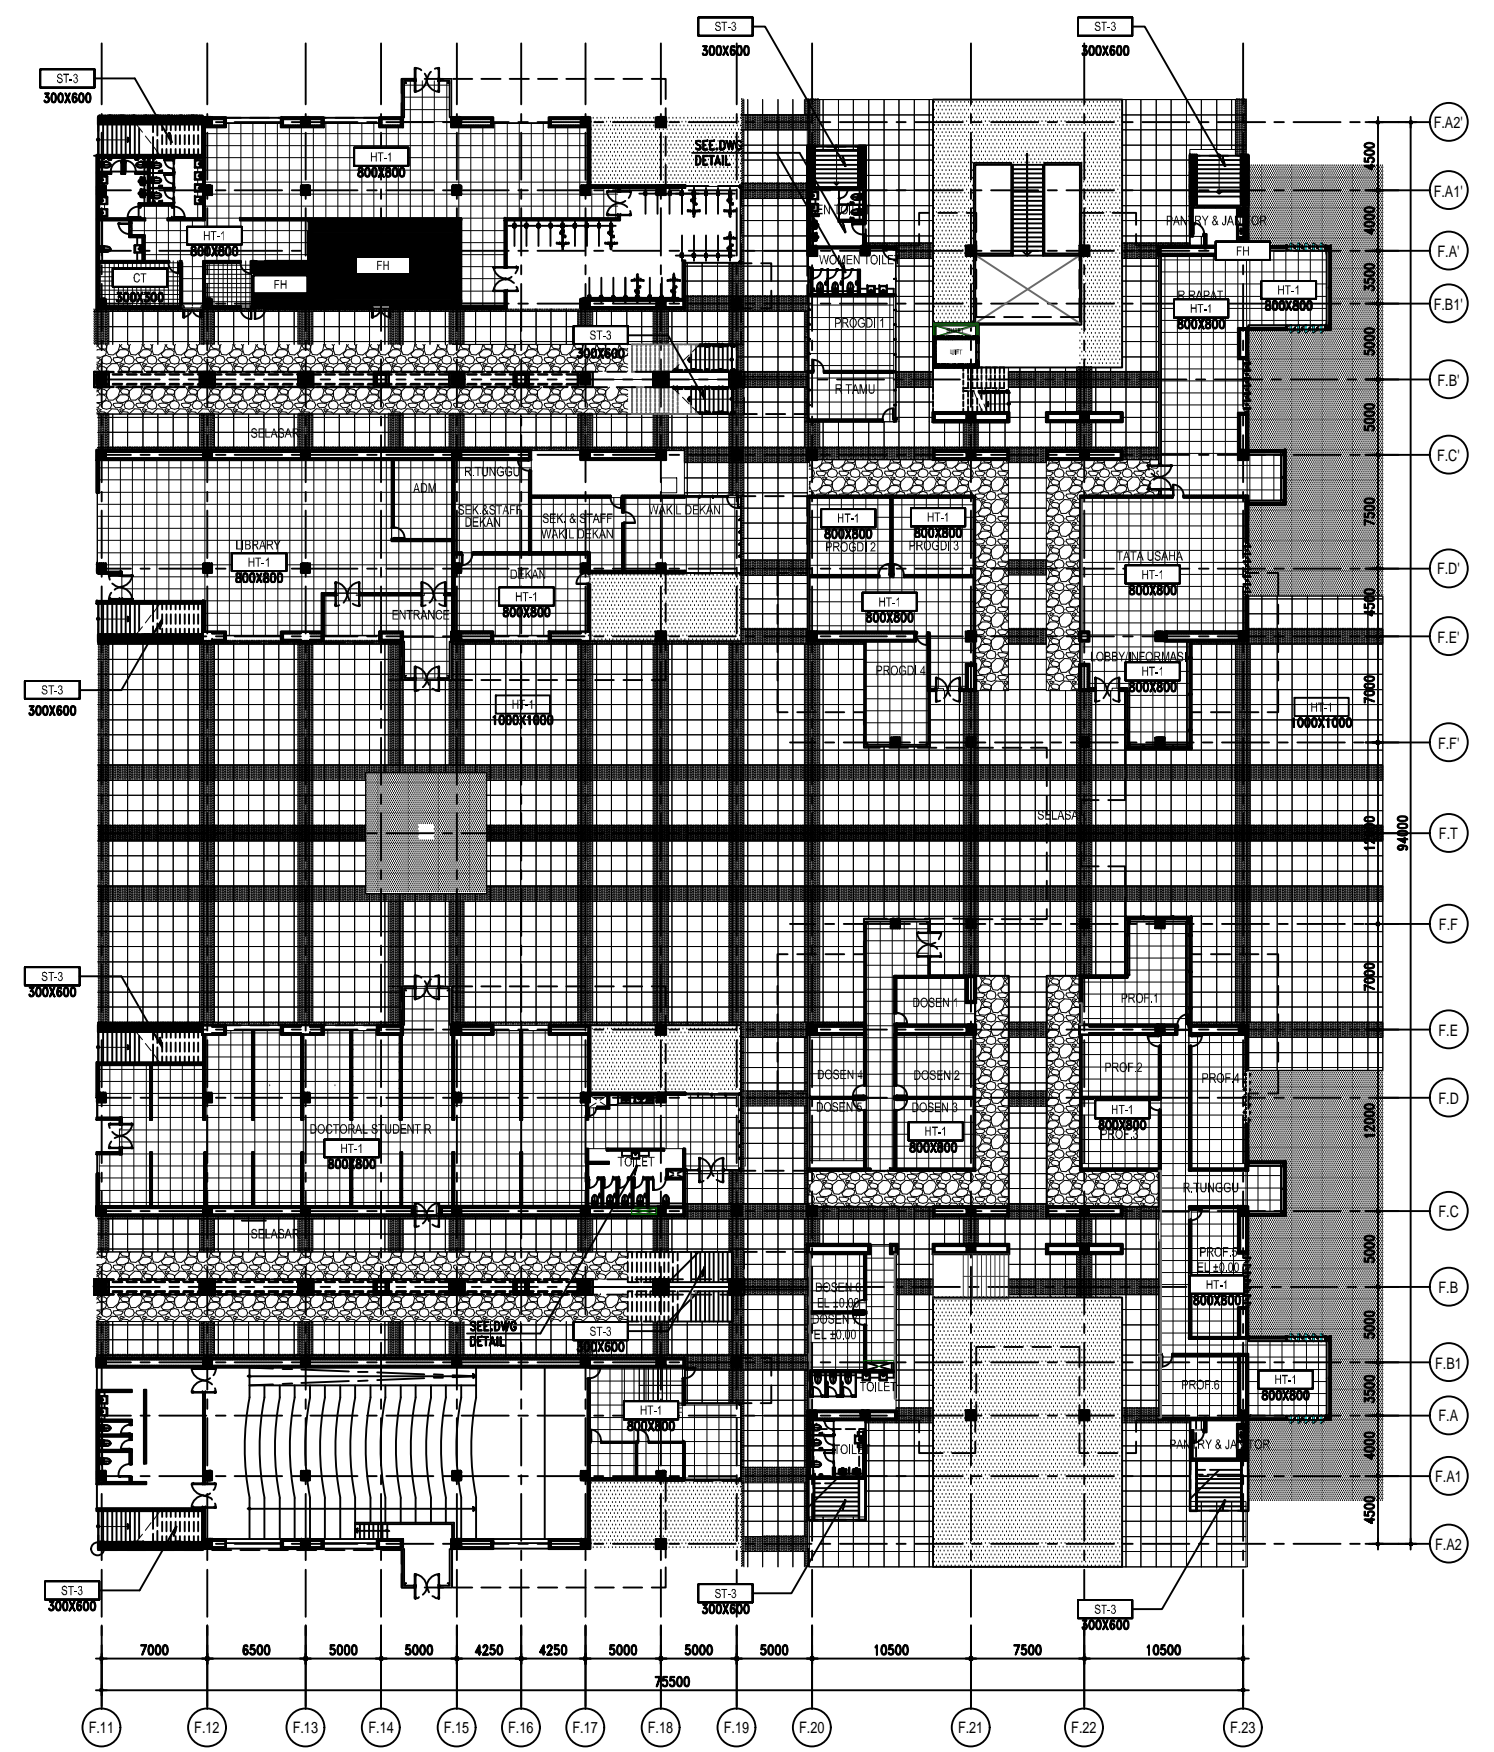 ST-3
300X600
ST-3
300X600
ST-3
300X600
F.A2'
4500
SEE.DWG
DETAIL
HT-1
800X800
F.A1'
PANTRY & JANITOR
4000
HT-1
800X800
FH
F.A'
WOMEN TOILET
FH
CT
300X300
FH
3500
R.RAPAT
HT-1
800X800
HT-1
800X800
F.B1'
PROGDI 1
ST-3
300X600
5000
LIFT
F.B'
R.TAMU
5000
SELASAR
F.C'
R.TUNGGU
ADM
SEK.&STAFF
DEKAN
SEK. & STAFF
WAKIL DEKAN
WAKIL DEKAN
HT-1
800X800
PROGDI 2
HT-1
800X800
PROGDI 3
7500
LIBRARY
HT-1
800X800
TATA USAHA
HT-1
800X800
F.D'
DEKAN
HT-1
800X800
HT-1
800X800
4500
ENTRANCE
F.E'
PROGDI 4
LOBBY/INFORMASI
HT-1
800X800
ST-3
300X600
HT-1
1000X1000
HT-1
1000X1000
7000
F.F'
SELASAR
12000
94000
F.T
F.F
ST-3
300X600
7000
DOSEN 1
PROF.1
F.E
DOSEN 4
DOSEN 2
PROF.2
PROF.4
F.D
DOSEN 5
DOSEN 3
HT-1
800X800
HT-1
800X800
PROF.3
12000
DOCTORAL STUDENT R
HT-1
800X800
TOILET
R.TUNGGU
F.C
SELASAR
PROF.5
EL ±0.00
HT-1
800X800
5000
F.B
DOSEN 6
EL ±0.00
DOSEN 7
EL ±0.00
SEE.DWG
DETAIL
ST-3
300X600
5000
F.B1
TOILET
PROF.6
HT-1
800X800
3500
HT-1
800X800
F.A
TOILET
PANTRY & JANITOR
4000
F.A1
4500
F.A2
ST-3
300X600
ST-3
300X600
ST-3
300X600
7000 6500 5000 5000 4250 4250 5000 5000 5000 10500 7500 10500
75500
F.11 F.12 F.13 F.14 F.15 F.16 F.17 F.18 F.19 F.20 F.21 F.22 F.23